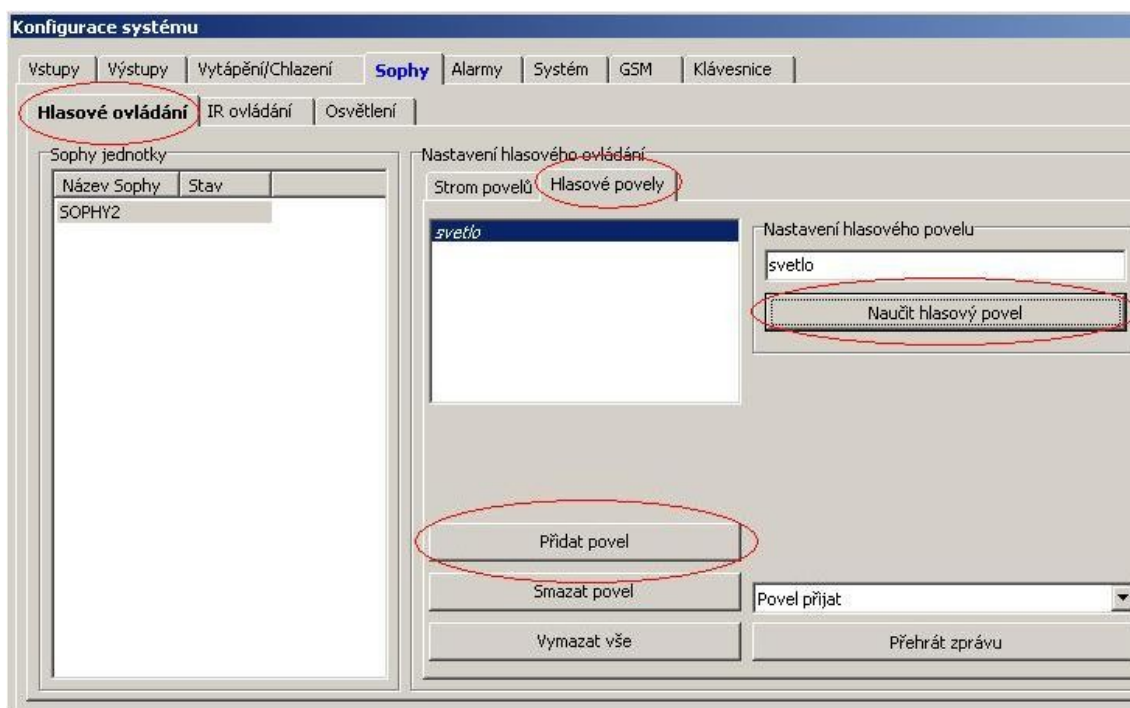 Konfigurace systému
Vstupy Výstupy Vytápění/Chlazení Sophy Alarmy Systém GSM Klávesnice
Hlasové ovládání IR ovládání Osvětlení
Sophy jednotky
Název Sophy Stav
SOPHY2
Nastavení hlasového ovládání
Strom povelů Hlasové povely
svetlo
Nastavení hlasového povelu
svetlo
Naučit hlasový povel
Přidat povel
Smazat povel
Povel přijat
Vymazat vše
Přehrát zprávu